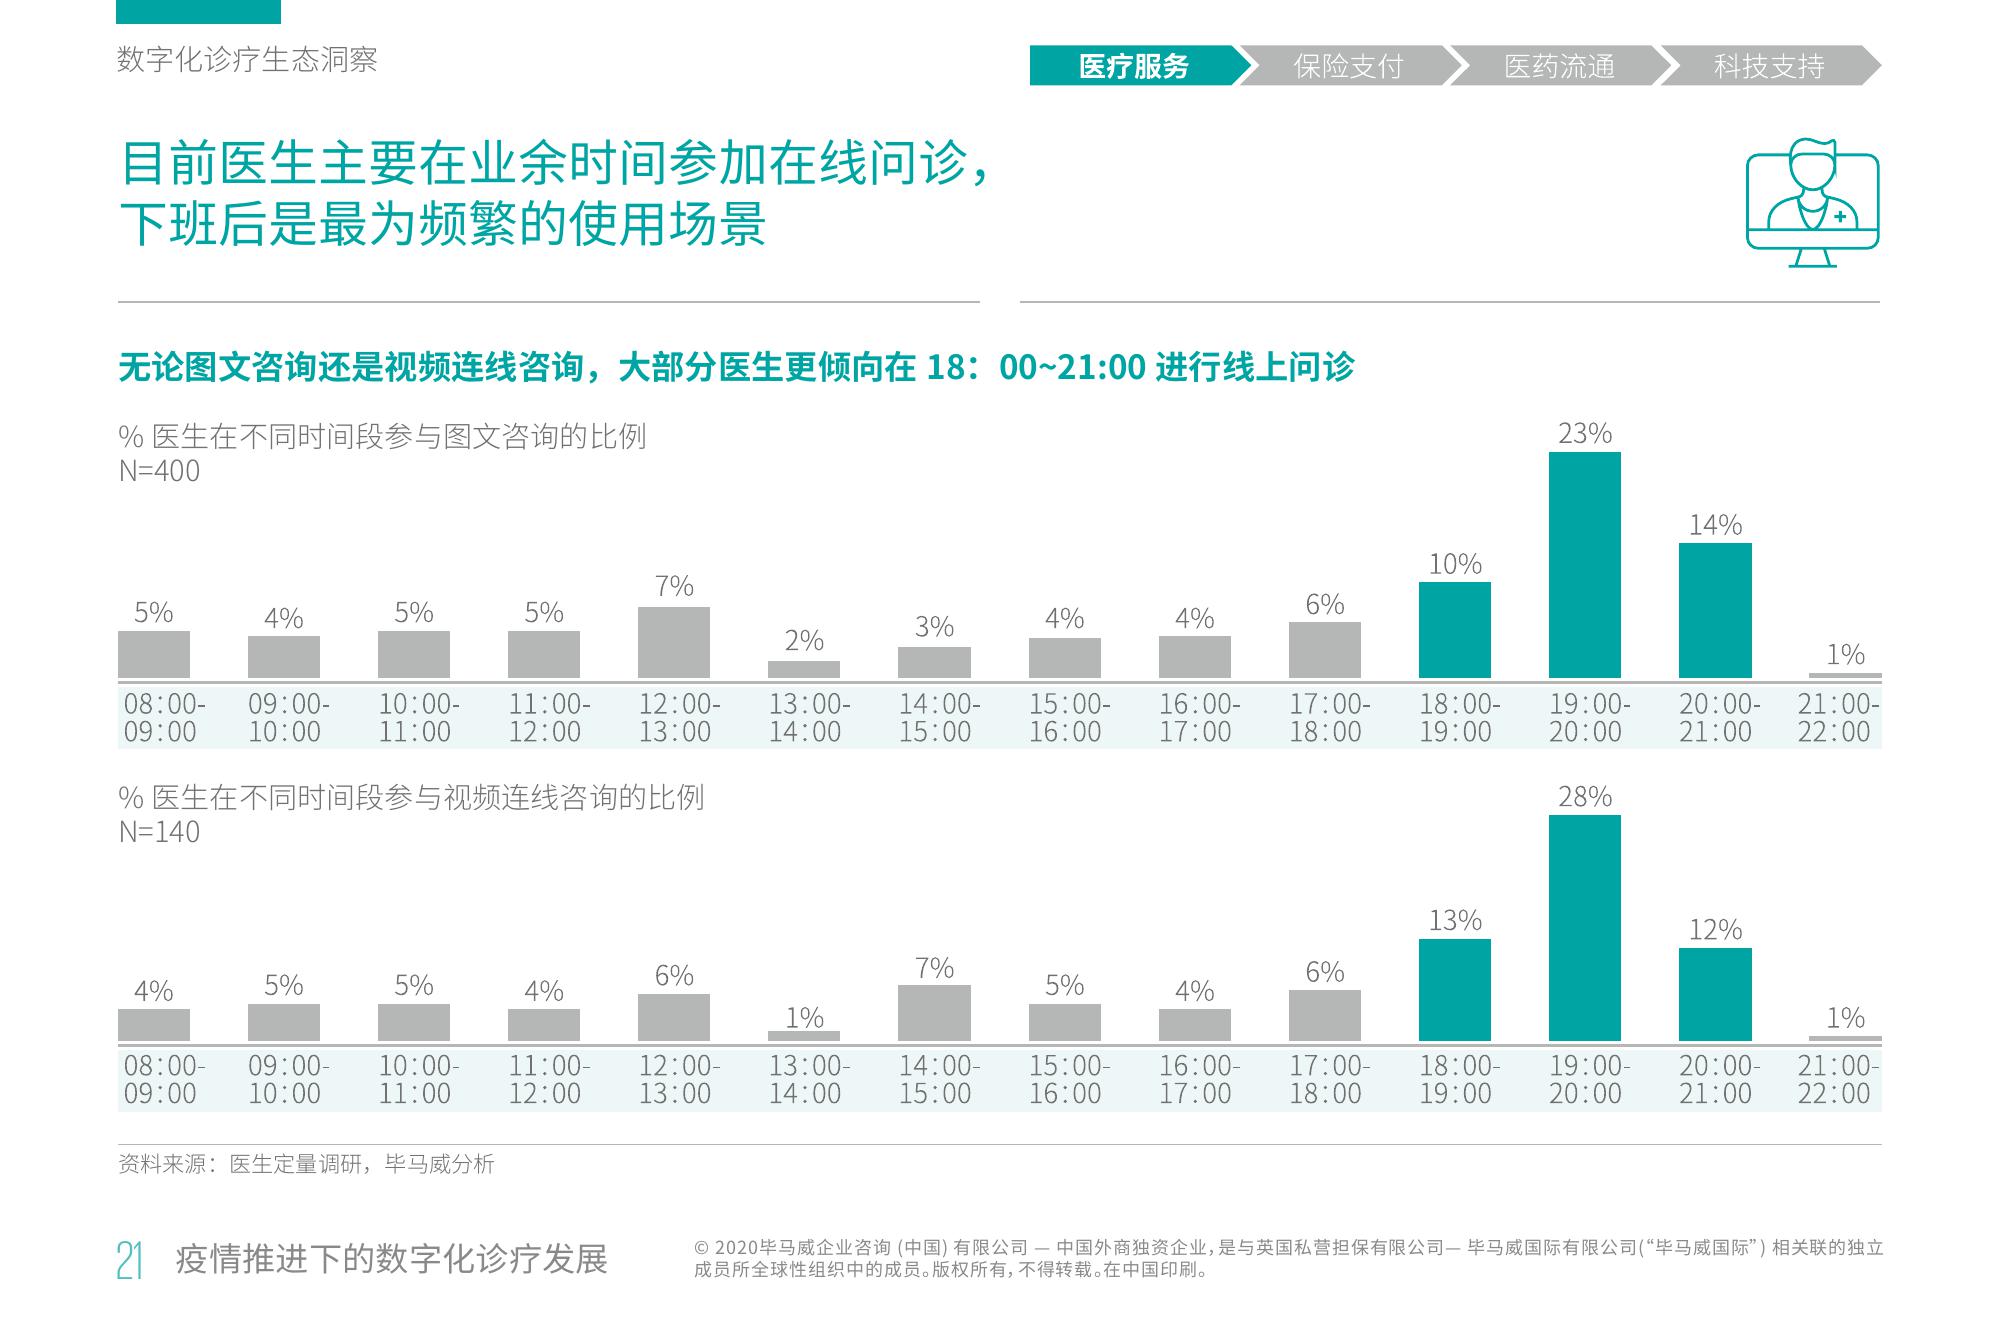 数字化诊疗生态洞察
医疗服务 保险支付 医药流通 科技支持
目前医生主要在业余时间参加在线问诊，
下班后是最为频繁的使用场景
无论图文咨询还是视频连线咨询，大部分医生更倾向在 18：00~21:00 进行线上问诊
% 医生在不同时间段参与图文咨询的比例
N=400
5% 4% 5% 5% 7% 2% 3% 4% 4% 6% 10% 23% 14% 1%
08:00- 09:00- 10:00- 11:00- 12:00- 13:00- 14:00- 15:00- 16:00- 17:00- 18:00- 19:00- 20:00- 21:00-
09:00 10:00 11:00 12:00 13:00 14:00 15:00 16:00 17:00 18:00 19:00 20:00 21:00 22:00
% 医生在不同时间段参与视频连线咨询的比例
N=140
4% 5% 5% 4% 6% 1% 7% 5% 4% 6% 13% 28% 12% 1%
08:00- 09:00- 10:00- 11:00- 12:00- 13:00- 14:00- 15:00- 16:00- 17:00- 18:00- 19:00- 20:00- 21:00-
09:00 10:00 11:00 12:00 13:00 14:00 15:00 16:00 17:00 18:00 19:00 20:00 21:00 22:00
资料来源：医生定量调研，毕马威分析
21 疫情推进下的数字化诊疗发展
© 2020毕马威企业咨询 (中国) 有限公司 — 中国外商独资企业，是与英国私营担保有限公司— 毕马威国际有限公司(“毕马威国际”) 相关联的独立
成员所全球性组织中的成员。版权所有，不得转载。在中国印刷。